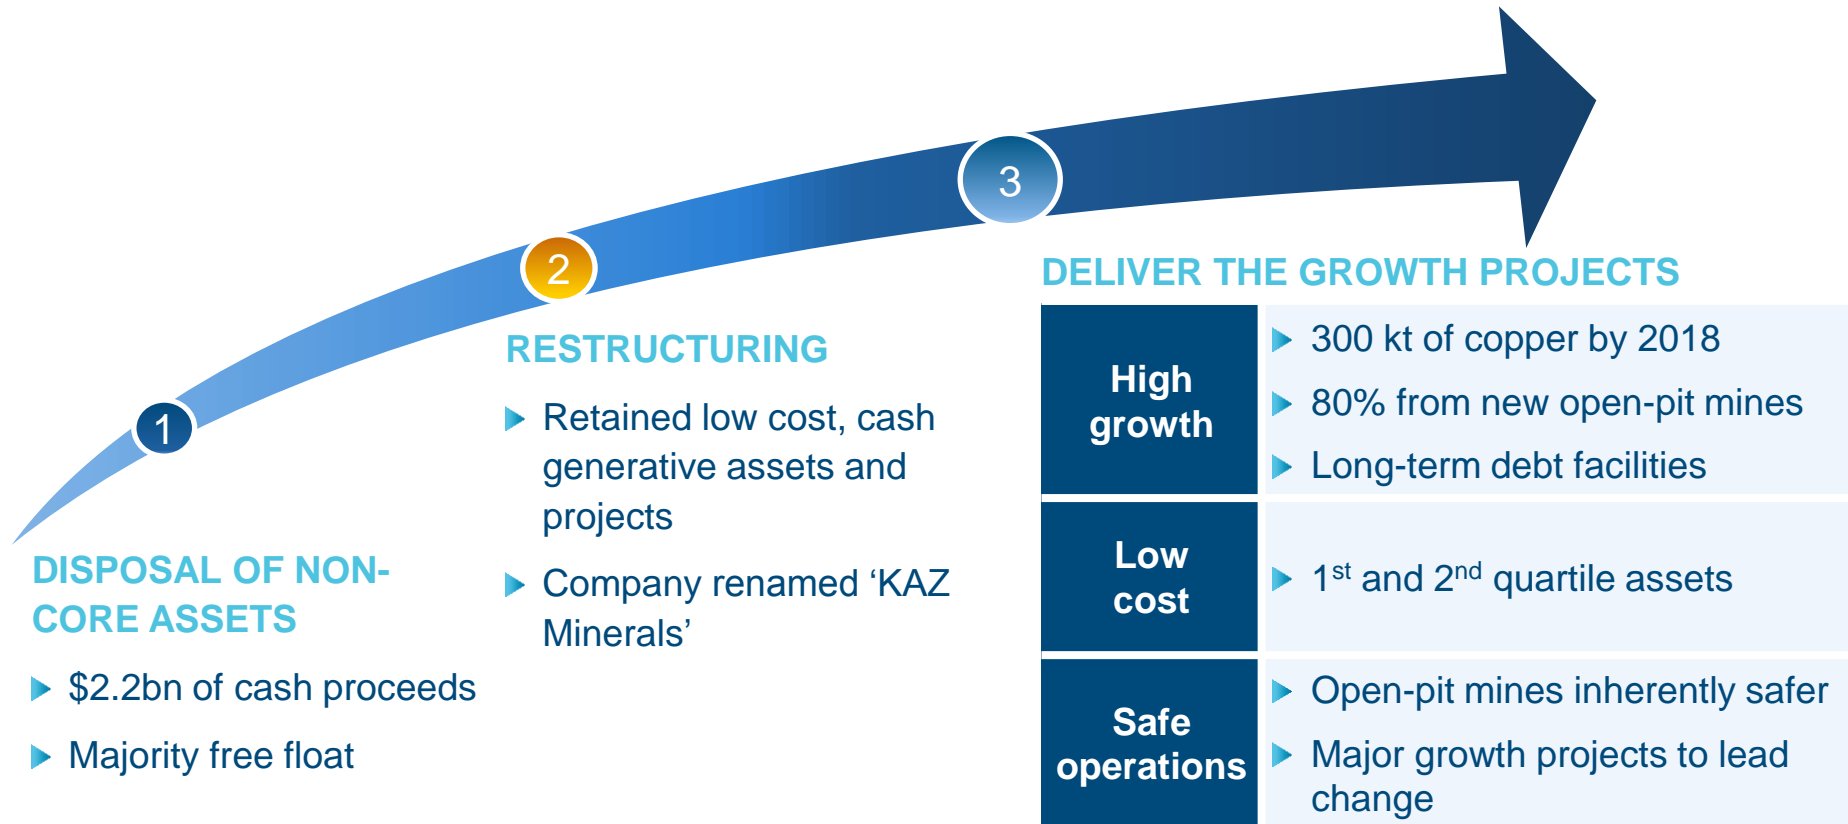 1
2
3
DISPOSAL OF NON-
CORE ASSETS
$2.2bn of cash proceeds
Majority free float
RESTRUCTURING
Retained low cost, cash
generative assets and
projects
Company renamed ‘KAZ
Minerals’
DELIVER THE GROWTH PROJECTS
High
growth
300 kt of copper by 2018
80% from new open-pit mines
Long-term debt facilities
Low
cost
1st and 2nd quartile assets
Safe
operations
Open-pit mines inherently safer
Major growth projects to lead
change